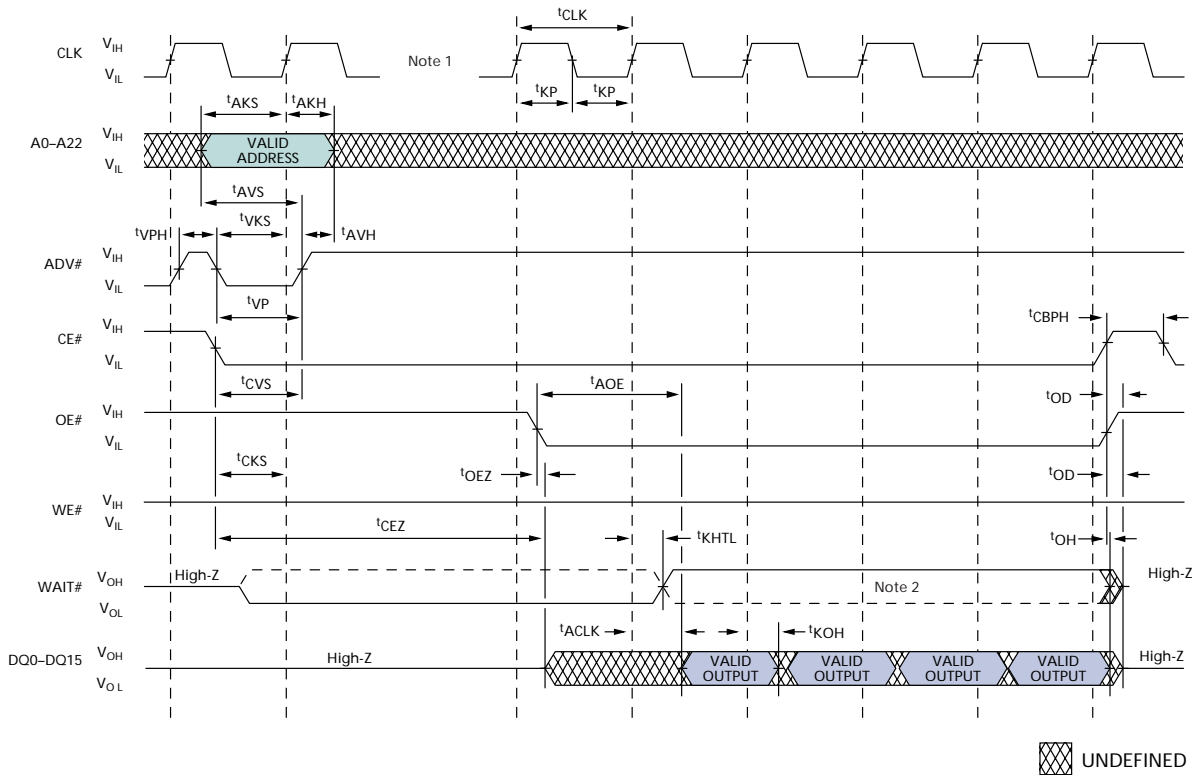 tCLK
CLK VIH
VIL
Note 1
tKP tKP
tAKS tAKH
A0–A22 VIH
VIL
VALID
ADDRESS
tAVS
tVPH tVKS tAVH
ADV# VIH
VIL
tVP
tCBPH
CE# VIH
VIL
tCVS
tAOE
tOD
OE# VIH
VIL
tCKS
tOEZ
tOD
WE# VIH
VIL
tCEZ
tKHTL
tOH
WAIT# VOH
VOL
High-Z
Note 2
High-Z
tACLK
tKOH
DQ0–DQ15 VOH
VOL
High-Z
VALID
OUTPUT
VALID
OUTPUT
VALID
OUTPUT
VALID
OUTPUT
High-Z
UNDEFINED